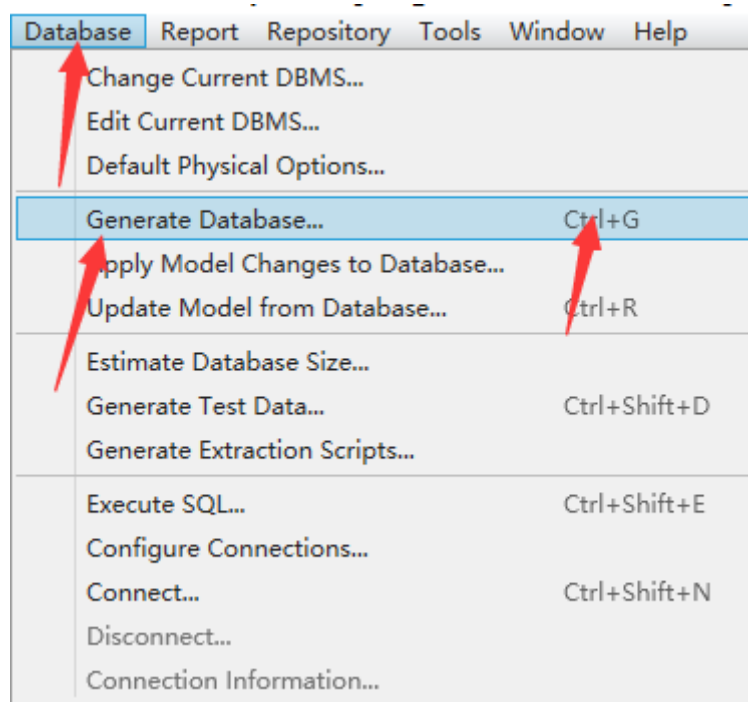 Database Report Repository Tools Window Help
Change Current DBMS...
Edit Current DBMS...
Default Physical Options...
Generate Database... Ctrl+G
Apply Model Changes to Database...
Update Model from Database... Ctrl+R
Estimate Database Size...
Generate Test Data... Ctrl+Shift+D
Generate Extraction Scripts...
Execute SQL... Ctrl+Shift+E
Configure Connections...
Connect... Ctrl+Shift+N
Disconnect...
Connection Information...